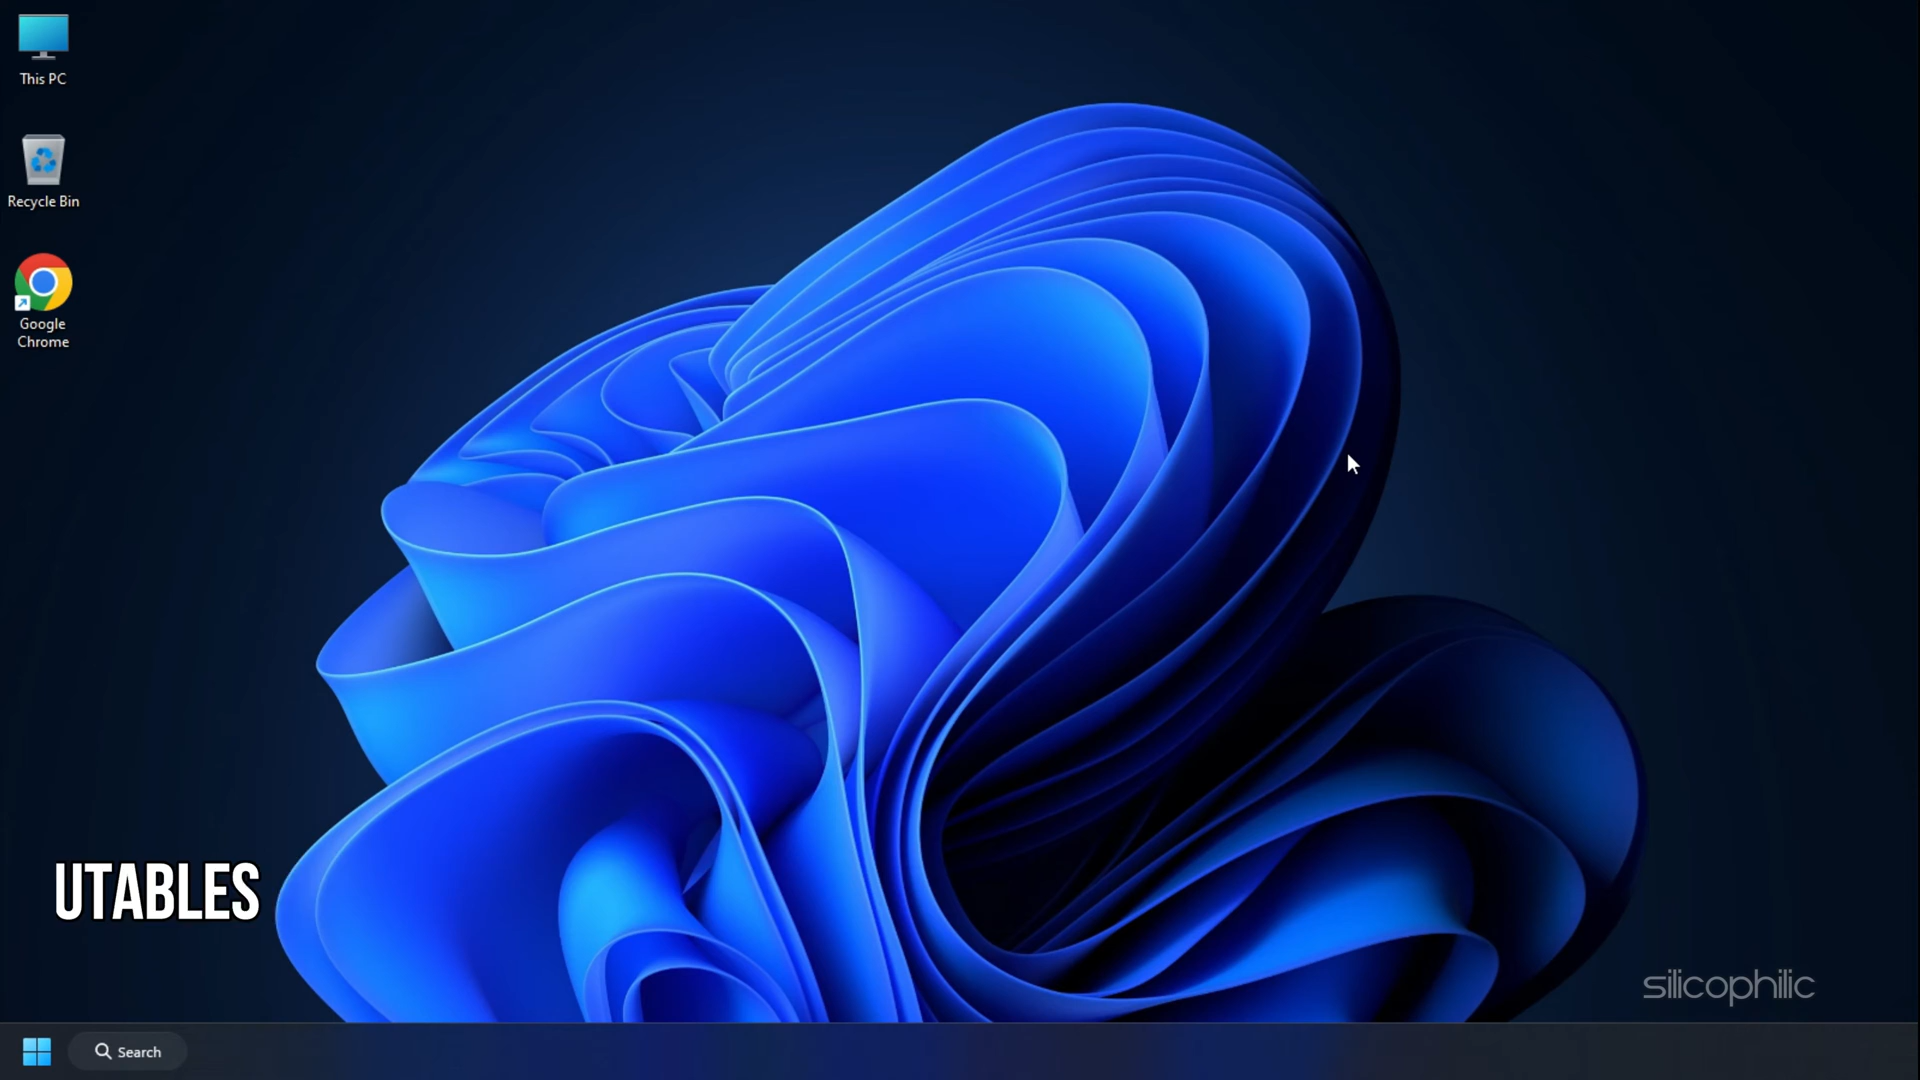 This PC
Recycle Bin
Google
Chrome
UTABLES
silicophilic
Search